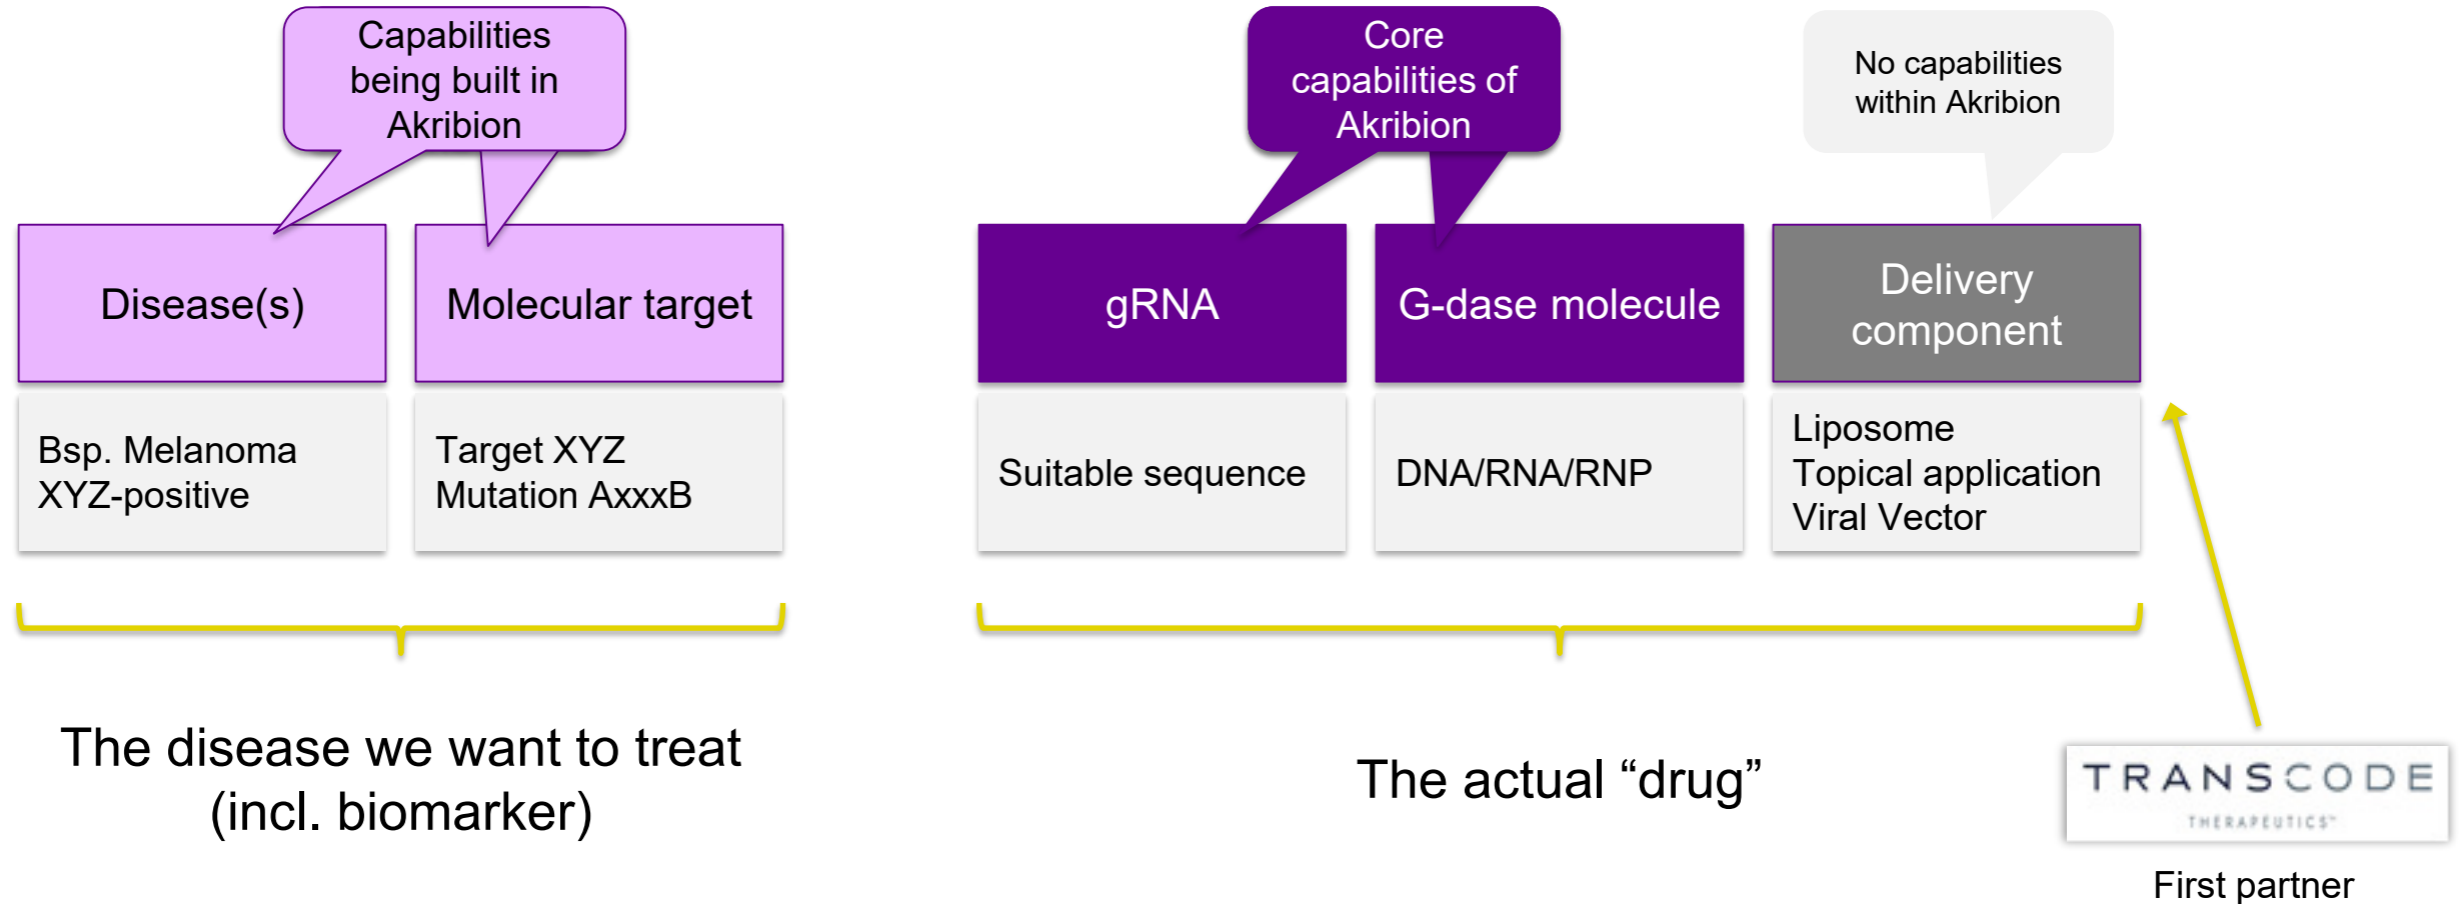 Capabilities
being built in
Akribion
Core
capabilities of
Akribion
No capabilities
within Akribion
Disease(s)
Molecular target
gRNA
G-dase molecule
Delivery
component
Bsp. Melanoma
XYZ-positive
Target XYZ
Mutation AxxxB
Suitable sequence
DNA/RNA/RNP
Liposome
Topical application
Viral Vector
The disease we want to treat
(incl. biomarker)
The actual “drug”
TRANSCODE
THERAPEUTICS™
First partner